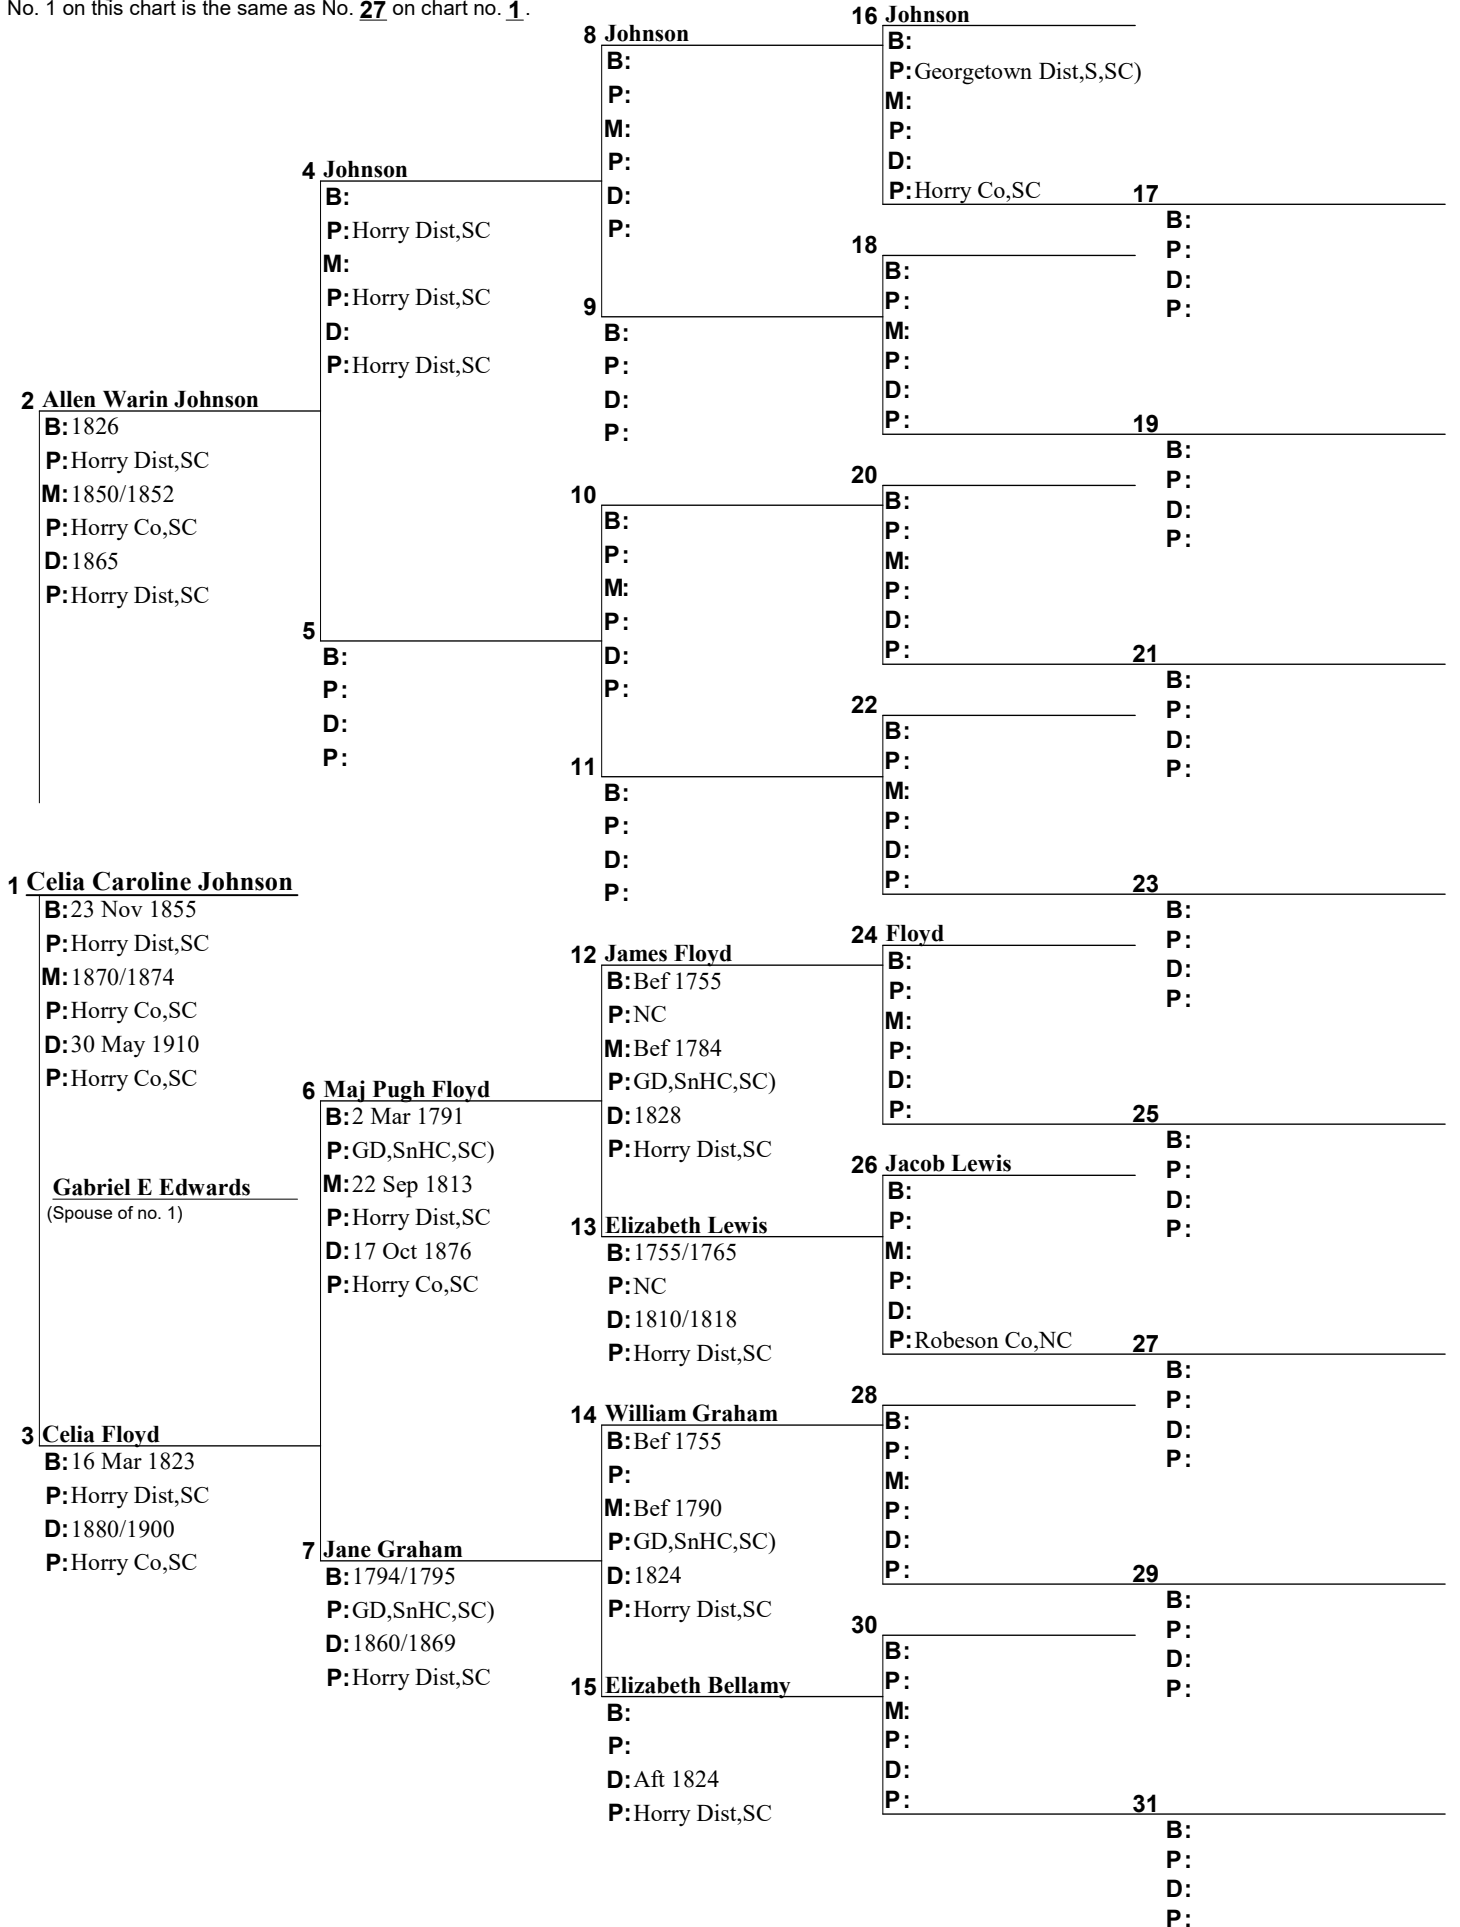 No. 1 on this chart is the same as No. 27 on chart no. 1.
1 Celia Caroline Johnson
B: 23 Nov 1855
P: Horry Dist,SC
M: 1870/1874
P: Horry Co,SC
D: 30 May 1910
P: Horry Co,SC
Gabriel E Edwards
(Spouse of no. 1)
2 Allen Warin Johnson
B: 1826
P: Horry Dist,SC
M: 1850/1852
P: Horry Co,SC
D: 1865
P: Horry Dist,SC
3 Celia Floyd
B: 16 Mar 1823
P: Horry Dist,SC
D: 1880/1900
P: Horry Co,SC
4 Johnson
B:
P: Horry Dist,SC
M:
P: Horry Dist,SC
D:
P: Horry Dist,SC
5
B:
P:
D:
P:
6 Maj Pugh Floyd
B: 2 Mar 1791
P: GD,SnHC,SC)
M: 22 Sep 1813
P: Horry Dist,SC
D: 17 Oct 1876
P: Horry Co,SC
7 Jane Graham
B: 1794/1795
P: GD,SnHC,SC)
D: 1860/1869
P: Horry Dist,SC
8 Johnson
B:
P:
M:
P:
D:
P:
9
B:
P:
D:
P:
10
B:
P:
M:
P:
D:
P:
11
B:
P:
D:
P:
12 James Floyd
B: Bef 1755
P: NC
M: Bef 1784
P: GD,SnHC,SC)
D: 1828
P: Horry Dist,SC
13 Elizabeth Lewis
B: 1755/1765
P: NC
D: 1810/1818
P: Horry Dist,SC
14 William Graham
B: Bef 1755
P:
M: Bef 1790
P: GD,SnHC,SC)
D: 1824
P: Horry Dist,SC
15 Elizabeth Bellamy
B:
P:
D: Aft 1824
P: Horry Dist,SC
16 Johnson
B:
P: Georgetown Dist,S,SC)
M:
P:
D:
P: Horry Co,SC
17
B:
P:
D:
P:
18
B:
P:
M:
P:
D:
P:
19
B:
P:
D:
P:
20
B:
P:
M:
P:
D:
P:
21
B:
P:
D:
P:
22
B:
P:
M:
P:
D:
P:
23
B:
P:
D:
P:
24 Floyd
B:
P:
M:
P:
D:
P:
25
B:
P:
D:
P:
26 Jacob Lewis
B:
P:
M:
P:
D:
P: Robeson Co,NC
27
B:
P:
D:
P:
28
B:
P:
M:
P:
D:
P:
29
B:
P:
D:
P:
30
B:
P:
M:
P:
D:
P:
31
B:
P:
D:
P: